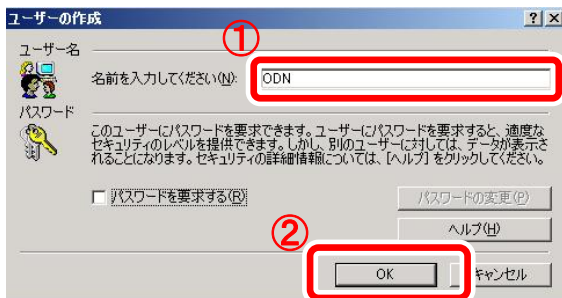 ユーザーの作成
①
ユーザー名
名前を入力してください(N): ODN
パスワード
このユーザーにパスワードを要求できます。ユーザーにパスワードを要求すると、適度な
セキュリティのレベルを提供できます。しかし、別のユーザーに対しては、データが表示さ
れることになります。セキュリティの詳細情報については、[ヘルプ] をクリックしてください。
パスワードを要求する(R)
パスワードの変更(P)
ヘルプ(H)
②
OK
キャンセル